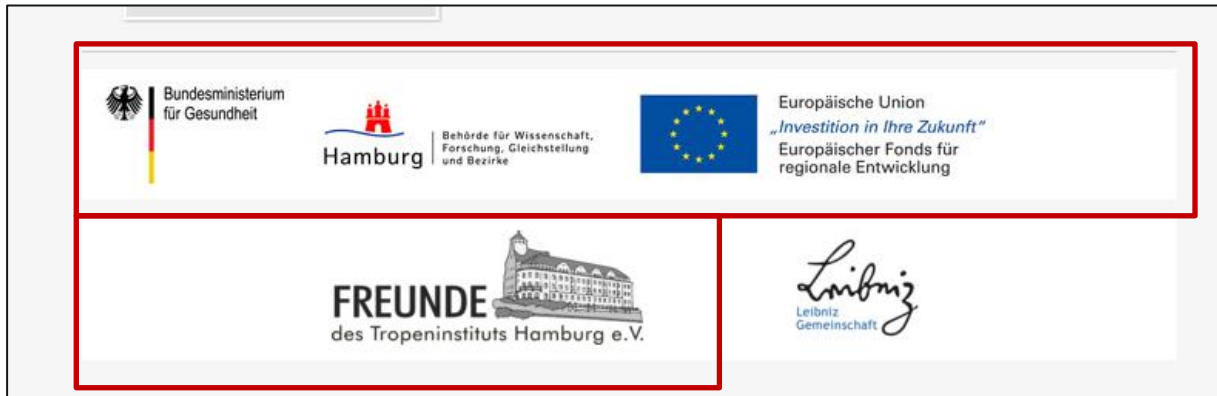 Bundesministerium
für Gesundheit
Hamburg
Behörde für Wissenschaft,
Forschung, Gleichstellung
und Bezirke
Europäische Union
„Investition in Ihre Zukunft“
Europäischer Fonds für
regionale Entwicklung
FREUNDE
des Tropeninstituts Hamburg e.V.
Leibniz
Leibniz
Gemeinschaft